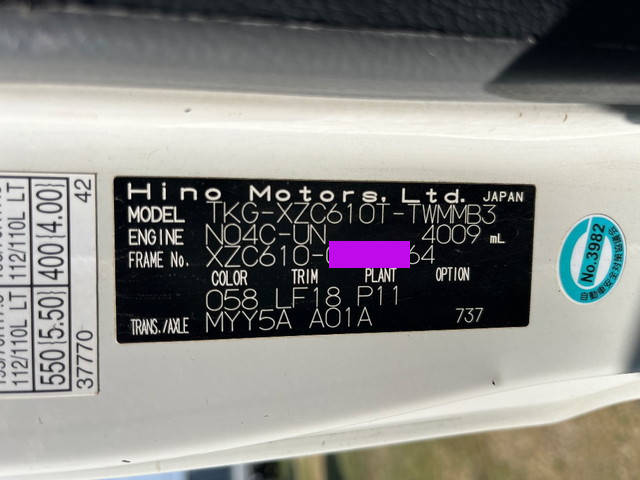 Hino Motors, Ltd. JAPAN
MODEL TKG-XZC610T-TWMMB3
ENGINE N04C-UN 4009 mL
FRAME No. XZC610-0 64
COLOR TRIM PLANT OPTION
058 LF18 P11
TRANS./AXLE MYY5A A01A 737
112/110L LT 112/110L LT
550(5.50) 400(4.00)
37770 42
No.3982